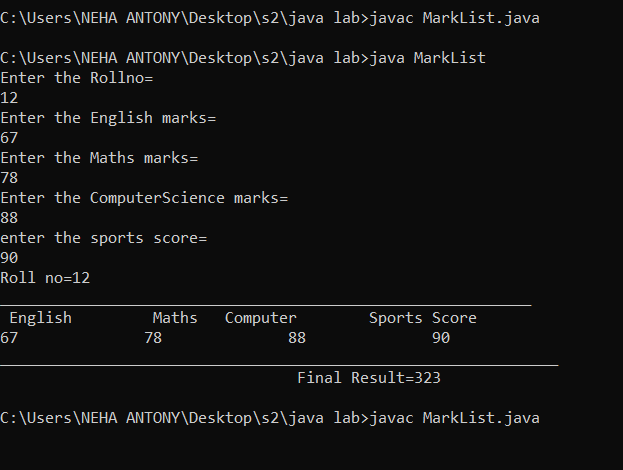 C:\Users\NEHA ANTONY\Desktop\s2\java lab>javac MarkList.java
C:\Users\NEHA ANTONY\Desktop\s2\java lab>java MarkList
Enter the Rollno=
12
Enter the English marks=
67
Enter the Maths marks=
78
Enter the ComputerScience marks=
88
enter the sports score=
90
Roll no=12
___________________________________________________________
 English         Maths   Computer        Sports Score
67              78              88              90
______________________________________________________________
                                 Final Result=323
C:\Users\NEHA ANTONY\Desktop\s2\java lab>javac MarkList.java